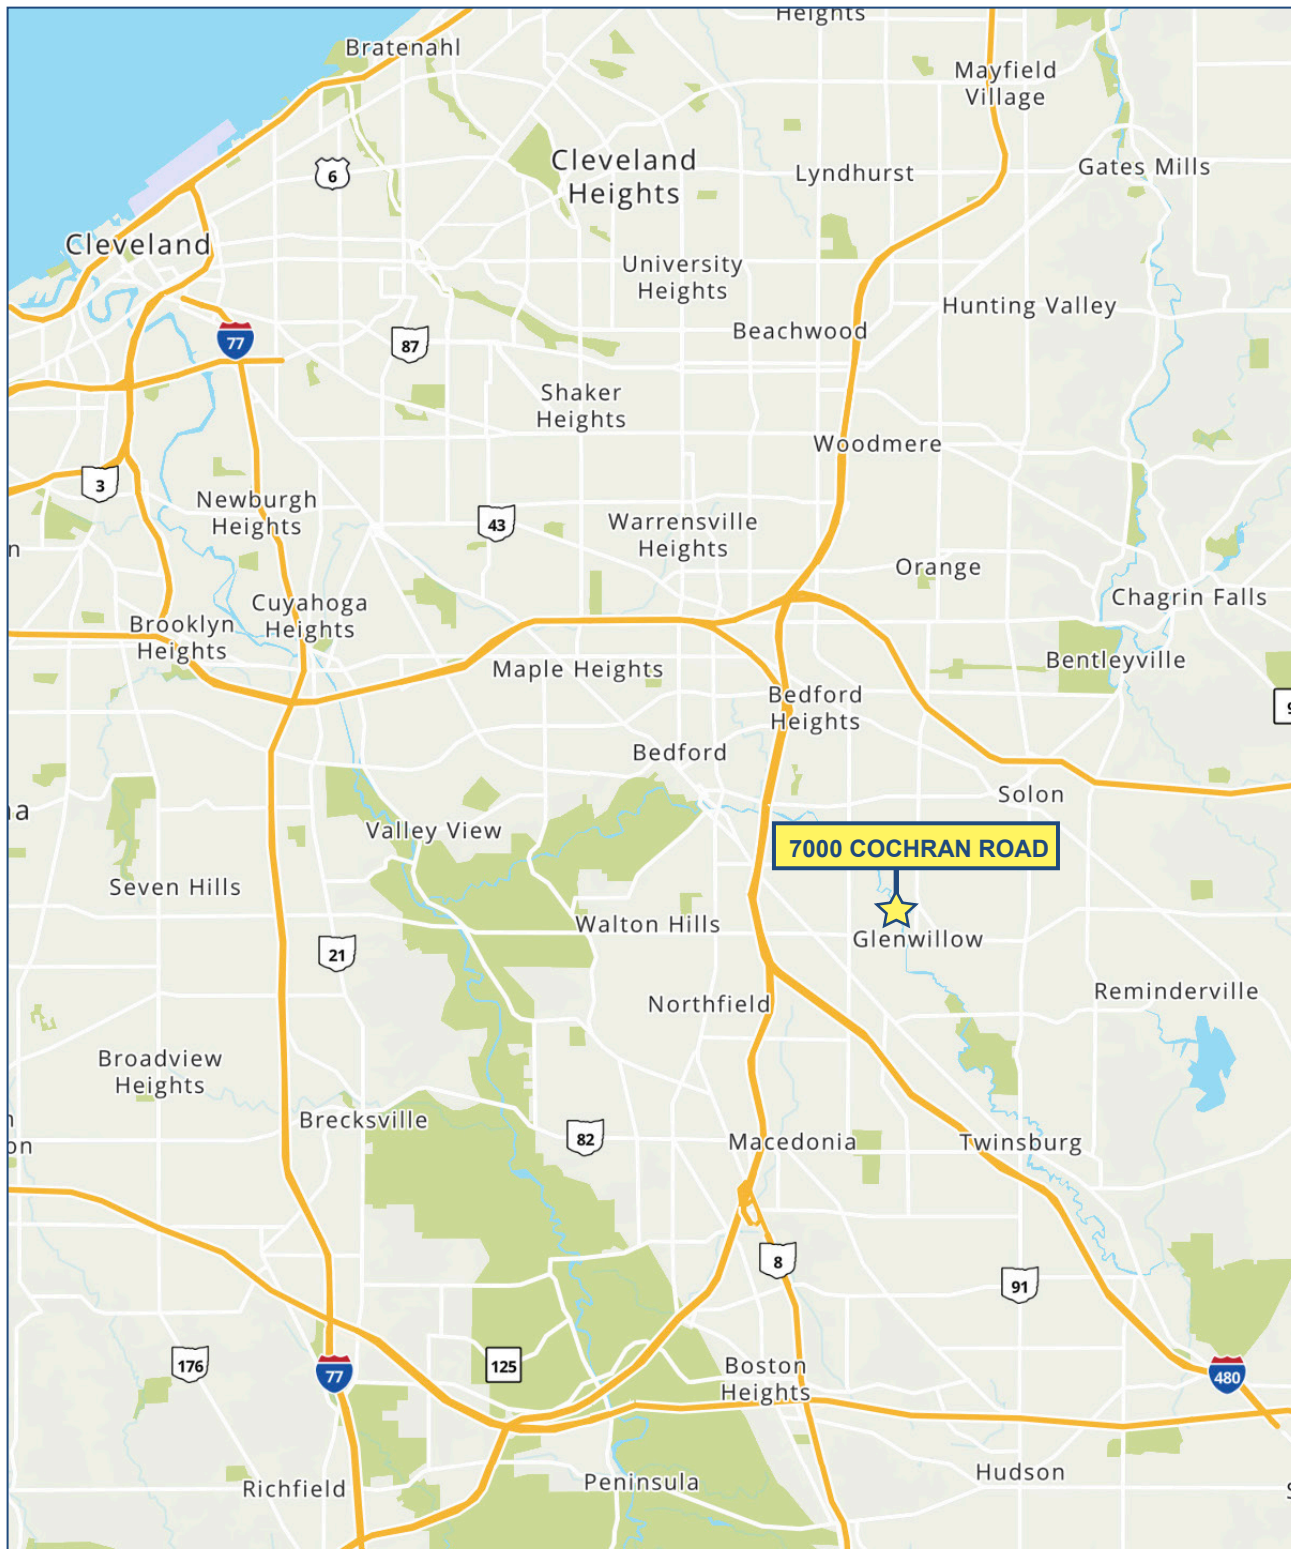 Heights
Bratenahl
Mayfield
Village
6
Cleveland
Heights
Lyndhurst
Gates Mills
Cleveland
University
Heights
Hunting Valley
Beachwood
77
87
Shaker
Heights
Woodmere
3
Newburgh
Heights
43
Warrensville
Heights
n
Orange
Cuyahoga
Heights
Chagrin Falls
Brooklyn
Heights
Maple Heights
Bentleyville
Bedford
Heights
9
Bedford
Solon
a
Valley View
7000 COCHRAN ROAD
Seven Hills
Walton Hills
Glenwillow
21
Reminderville
Northfield
Broadview
Heights
Brecksville
82
Macedonia
Twinsburg
on
8
91
176
77
125
Boston
Heights
480
Richfield
Peninsula
Hudson